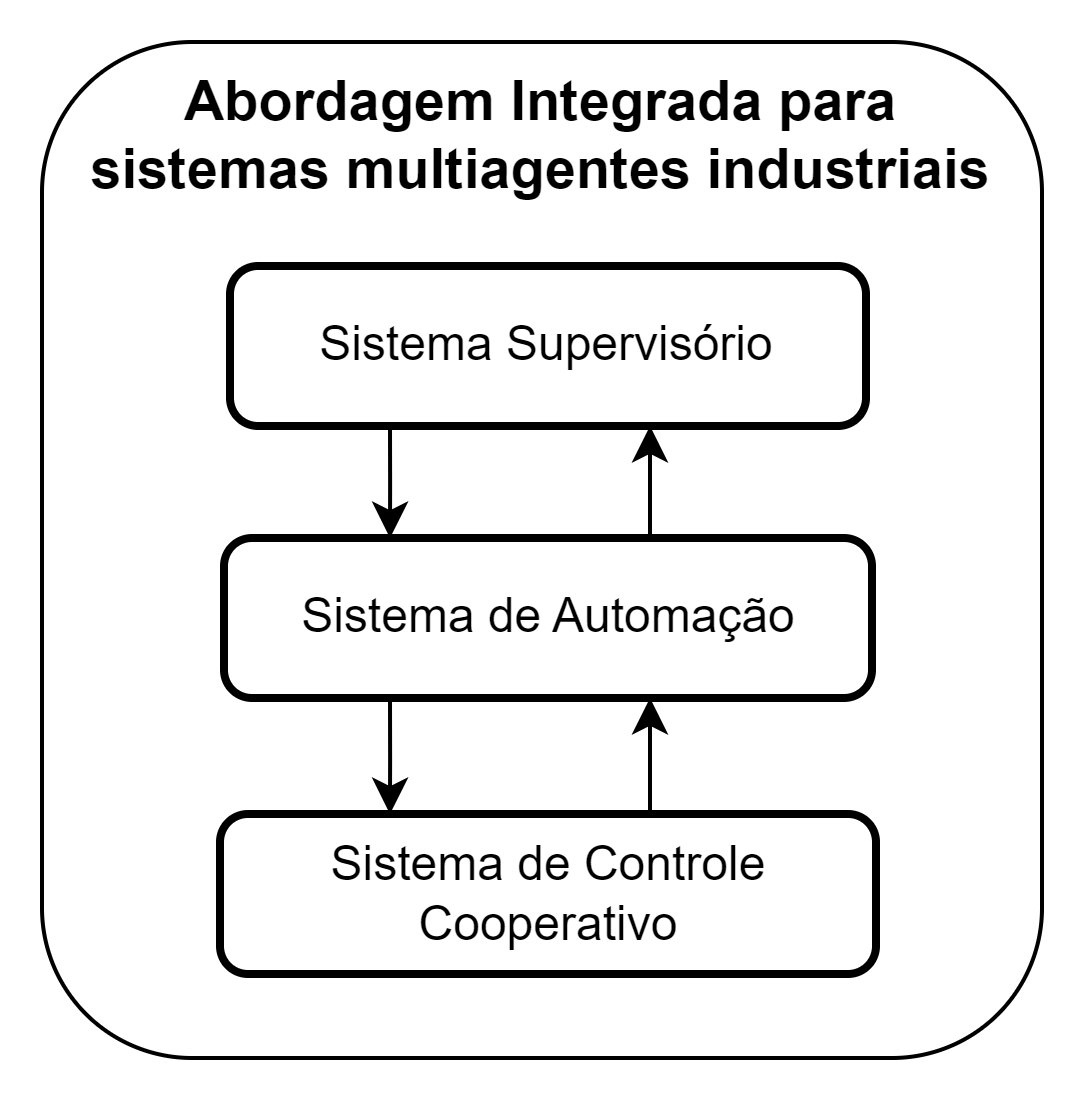 Abordagem Integrada para
sistemas multiagentes industriais
Sistema Supervisório
Sistema de Automação
Sistema de Controle
Cooperativo